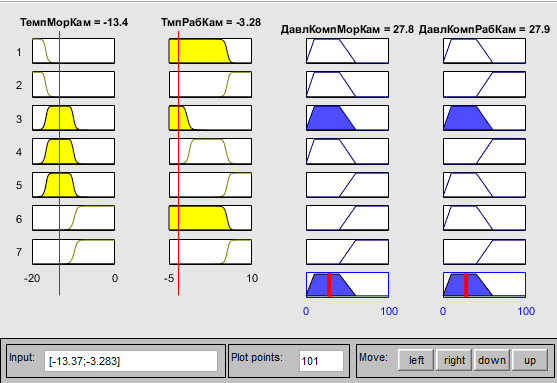 ТемпМорКам = -13.4
ТмпРабКам = -3.28
ДавлКомпМорКам = 27.8
ДавлКомпРабКам = 27.9
1
2
3
4
5
6
7
-20
0
-5
10
0
100
0
100
Input:
[-13.37;-3.283]
Plot points:
101
Move:
left
right
down
up